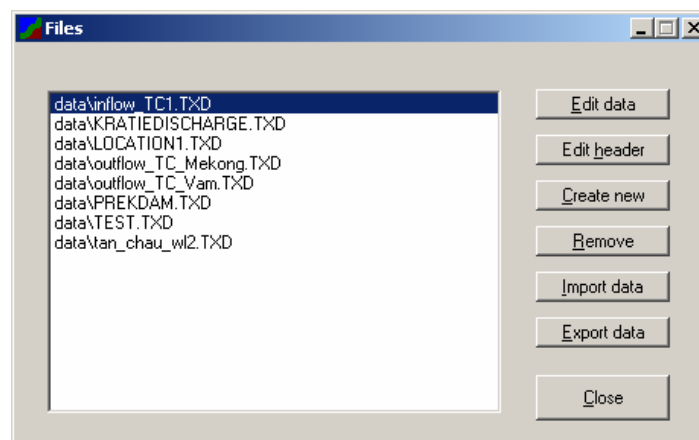 Files
data\inflow_TC1.TXD
data\KRATIEDISCHARGE.TXD
data\LOCATION1.TXD
data\outflow_TC_Mekong.TXD
data\outflow_TC_Vam.TXD
data\PREKDAM.TXD
data\TEST.TXD
data\tan_chau_wl2.TXD
Edit data
Edit header
Create new
Remove
Import data
Export data
Close